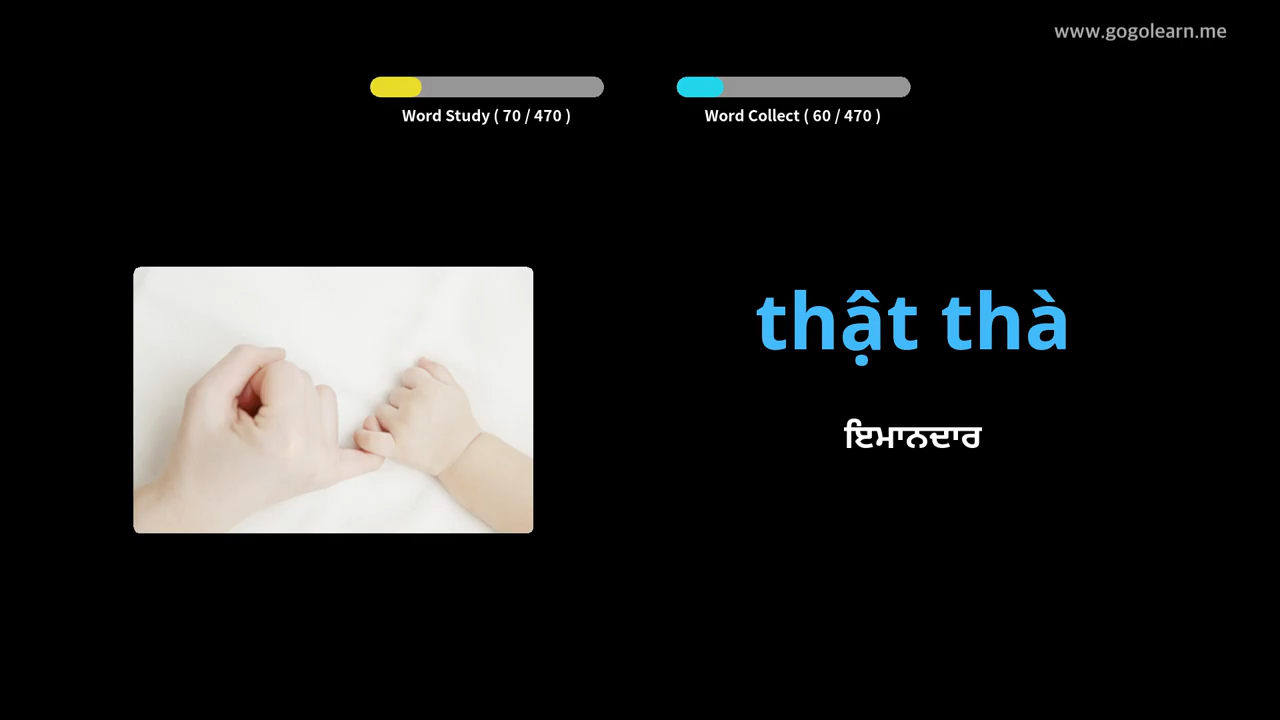 www.gogolearn.me
Word Study ( 70 / 470 )
Word Collect ( 60 / 470 )
thật thà
ਇਮਾਨਦਾਰ